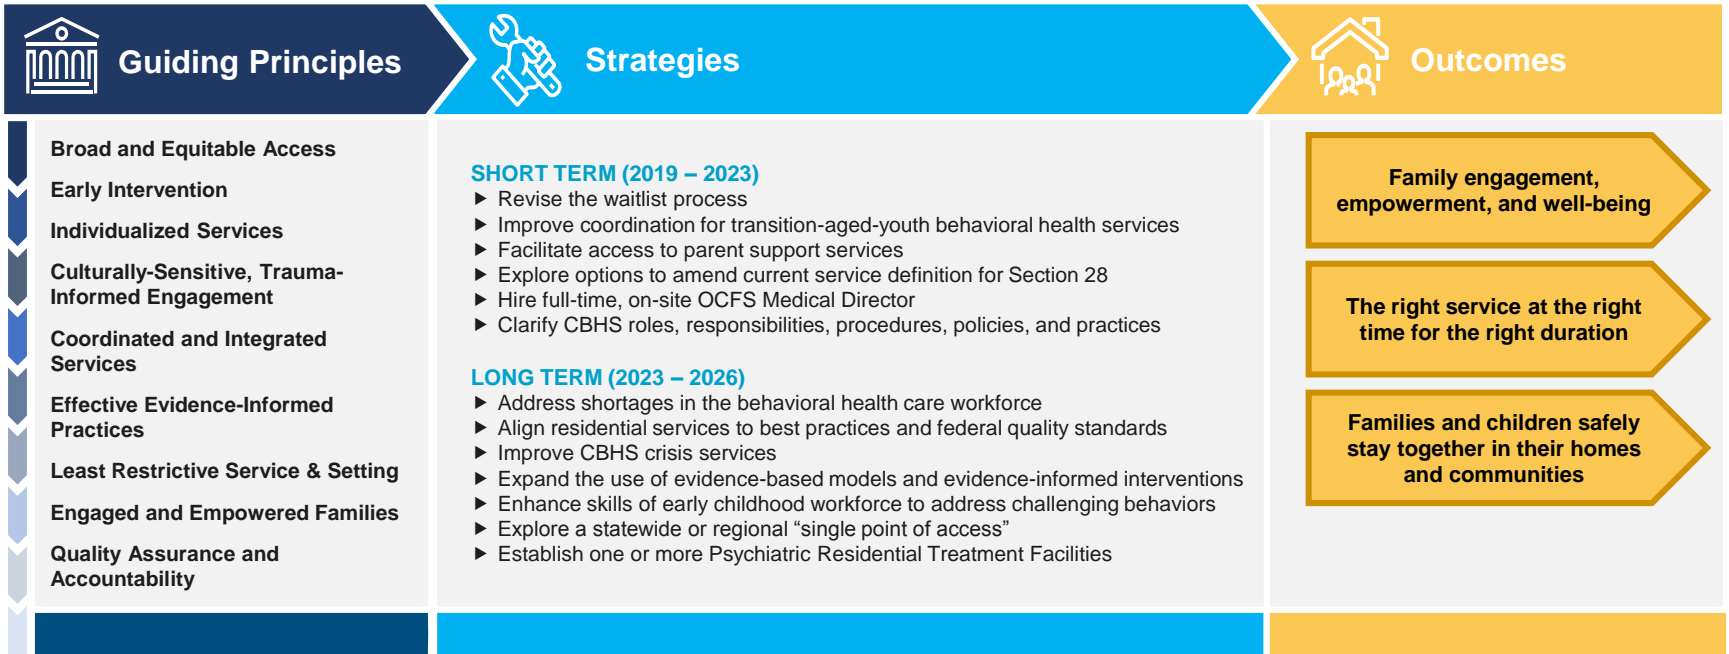 Guiding Principles
Strategies
Outcomes
Broad and Equitable Access
Early Intervention
Individualized Services
Culturally-Sensitive, Trauma-
Informed Engagement
Coordinated and Integrated
Services
Effective Evidence-Informed
Practices
Least Restrictive Service & Setting
Engaged and Empowered Families
Quality Assurance and
Accountability
SHORT TERM (2019 – 2023)
Revise the waitlist process
Improve coordination for transition-aged-youth behavioral health services
Facilitate access to parent support services
Explore options to amend current service definition for Section 28
Hire full-time, on-site OCFS Medical Director
Clarify CBHS roles, responsibilities, procedures, policies, and practices
LONG TERM (2023 – 2026)
Address shortages in the behavioral health care workforce
Align residential services to best practices and federal quality standards
Improve CBHS crisis services
Expand the use of evidence-based models and evidence-informed interventions
Enhance skills of early childhood workforce to address challenging behaviors
Explore a statewide or regional “single point of access”
Establish one or more Psychiatric Residential Treatment Facilities
Family engagement,
empowerment, and well-being
The right service at the right
time for the right duration
Families and children safely
stay together in their homes
and communities